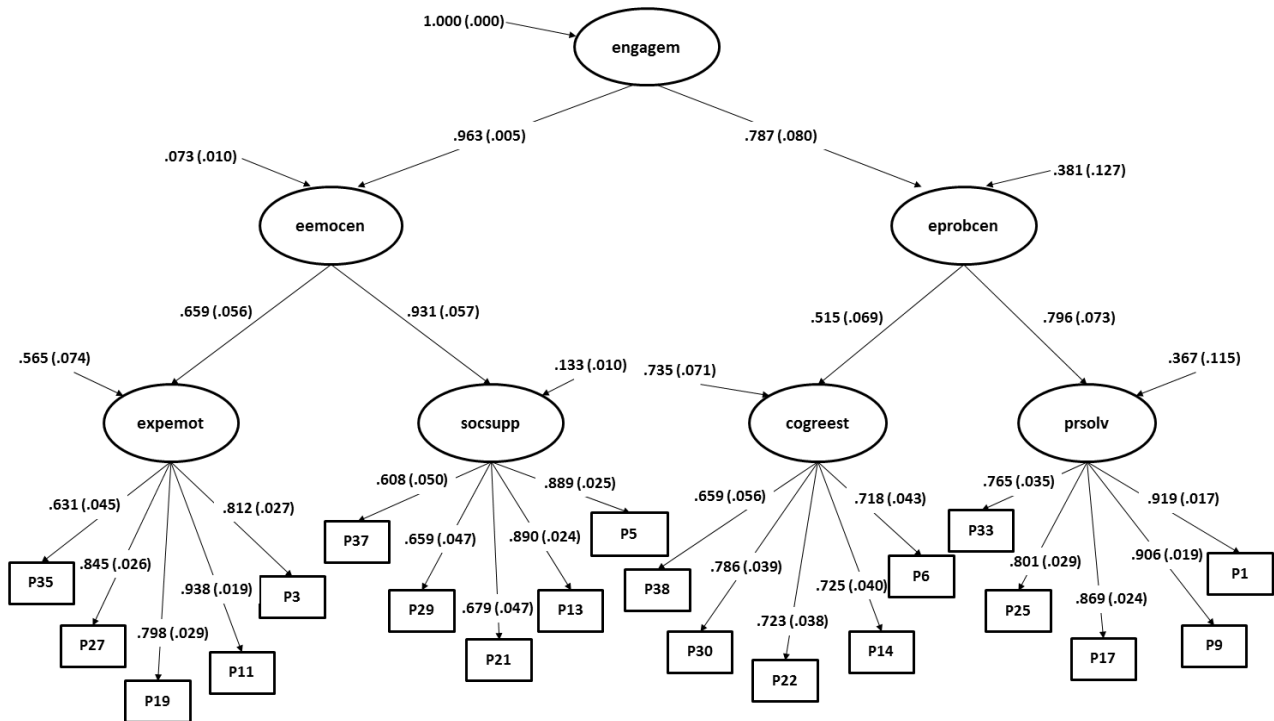 1.000 (.000)
engagem
.963 (.005)
.787 (.080)
.073 (.010)
.381 (.127)
eemocen
eprobcen
.659 (.056)
.931 (.057)
.515 (.069)
.796 (.073)
.565 (.074)
.133 (.010)
.735 (.071)
.367 (.115)
expemot
socsupp
cogreest
prsolv
.631 (.045)
.812 (.027)
.608 (.050)
.889 (.025)
.659 (.056)
.718 (.043)
.765 (.035)
.919 (.017)
.845 (.026)
.938 (.019)
.659 (.047)
.890 (.024)
.786 (.039)
.725 (.040)
.801 (.029)
.906 (.019)
.798 (.029)
.679 (.047)
.723 (.038)
.869 (.024)
P35
P27
P19
P11
P3
P37
P29
P21
P13
P5
P38
P30
P22
P14
P6
P33
P25
P17
P9
P1